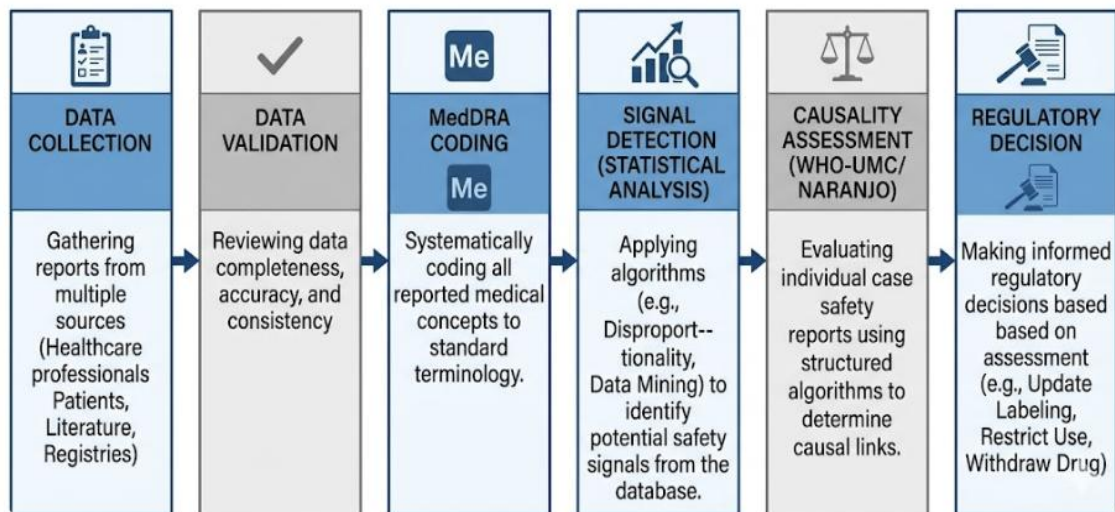 Me
DATA
COLLECTION
Gathering
reports from
multiple
sources
(Healthcare
professionals
Patients,
Literature,
Registries)
DATA
VALIDATION
Reviewing data
completeness,
accuracy, and
consistency
MedDRA
CODING
Me
Systematically
coding all
reported medical
concepts to
standard
terminology.
SIGNAL
DETECTION
(STATISTICAL
ANALYSIS)
Applying
algorithms
(e.g.,
Disproport--
tionality,
Data Mining) to
identify
potential safety
signals from the
database.
CAUSALITY
ASSESSMENT
(WHO-UMC/
NARANJO)
Evaluating
individual case
safety
reports using
structured
algorithms to
determine
causal links.
REGULATORY
DECISION
Making informed
regulatory
decisions based
based on
assessment
(e.g., Update
Labeling,
Restrict Use,
Withdraw Drug)